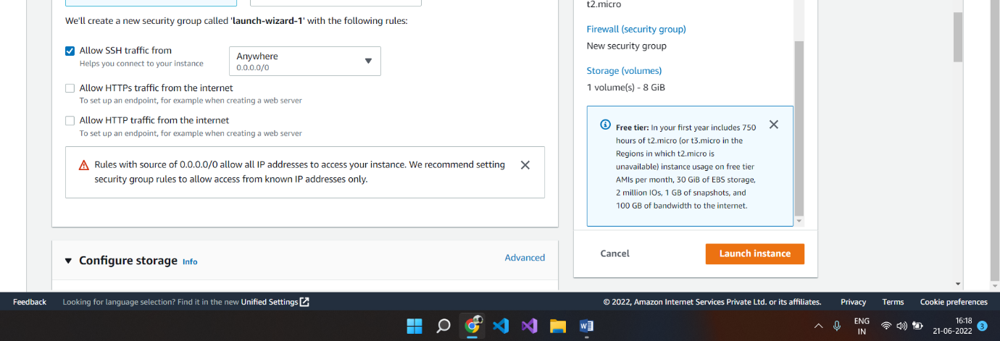 We'll create a new security group called 'launch-wizard-1' with the following rules:
Allow SSH traffic from
Helps you connect to your instance
Anywhere
0.0.0.0/0
Allow HTTPs traffic from the internet
To set up an endpoint, for example when creating a web server
Allow HTTP traffic from the internet
To set up an endpoint, for example when creating a web server
Rules with source of 0.0.0.0/0 allow all IP addresses to access your instance. We recommend setting
security group rules to allow access from known IP addresses only.
Configure storage Info
Advanced
t2.micro
Firewall (security group)
New security group
Storage (volumes)
1 volume(s) - 8 GiB
Free tier: In your first year includes 750
hours of t2.micro (or t3.micro in the
Regions in which t2.micro is
unavailable) instance usage on free tier
AMIs per month, 30 GiB of EBS storage,
2 million IOs, 1 GB of snapshots, and
100 GB of bandwidth to the internet.
Cancel
Launch instance
Feedback
Looking for language selection? Find it in the new Unified Settings
© 2022, Amazon Internet Services Private Ltd. or its affiliates.
Privacy
Terms
Cookie preferences
ENG
IN
16:18
21-06-2022
3